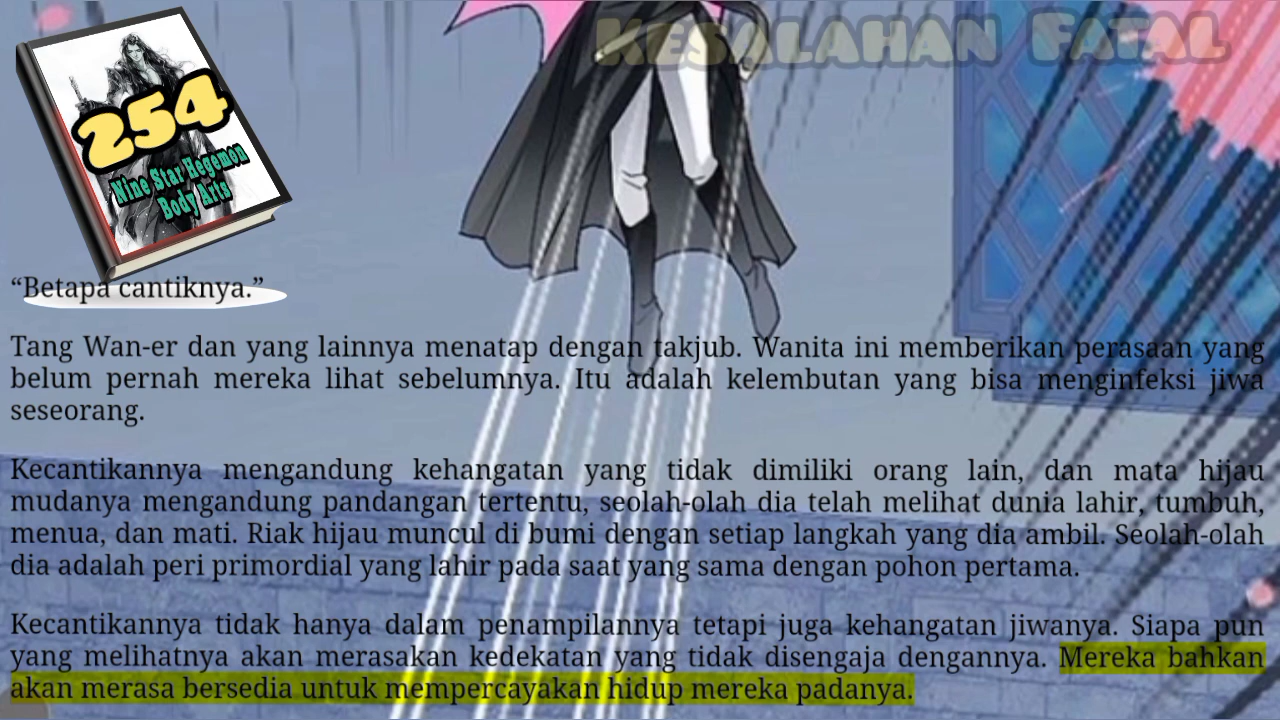 Kesalahan Fatal
254
Nine Star Hegemon
Body Arts
“Betapa cantiknya.”
Tang Wan-er dan yang lainnya menatap dengan takjub. Wanita ini memberikan perasaan yang
belum pernah mereka lihat sebelumnya. Itu adalah kelembutan yang bisa menginfeksi jiwa
seseorang.
Kecantikannya mengandung kehangatan yang tidak dimiliki orang lain, dan mata hijau
mudanya mengandung pandangan tertentu, seolah-olah dia telah melihat dunia lahir, tumbuh,
menua, dan mati. Riak hijau muncul di bumi dengan setiap langkah yang dia ambil. Seolah-olah
dia adalah peri primordial yang lahir pada saat yang sama dengan pohon pertama.
Kecantikannya tidak hanya dalam penampilannya tetapi juga kehangatan jiwanya. Siapa pun
yang melihatnya akan merasakan kedekatan yang tidak disengaja dengannya. Mereka bahkan
akan merasa bersedia untuk mempercayakan hidup mereka padanya.